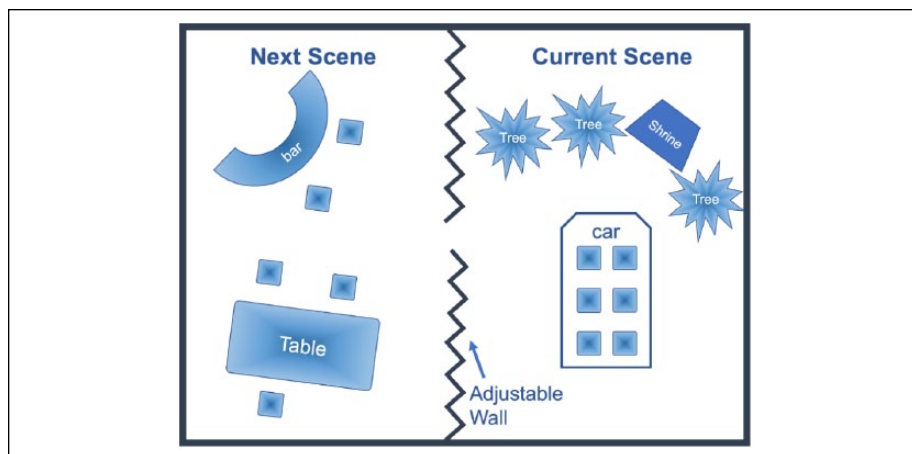 Next Scene
Current Scene
bar
Tree
Tree
Shrine
Tree
car
Table
Adjustable
Wall